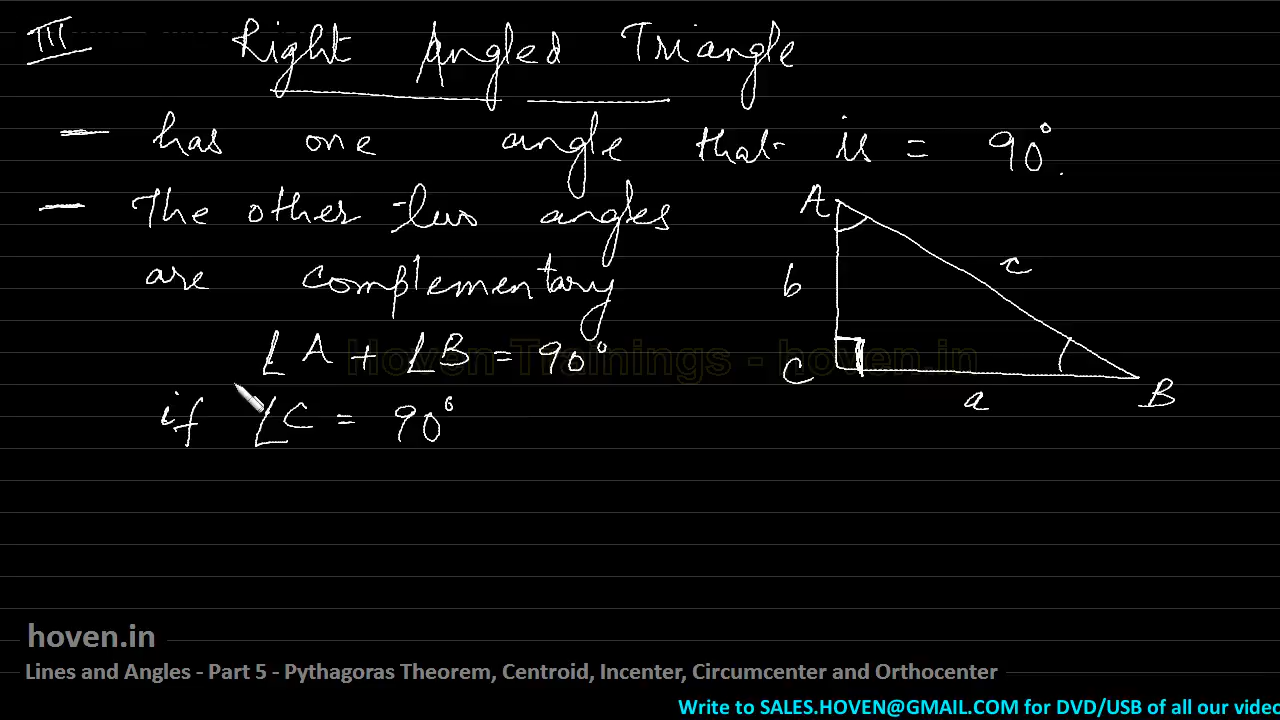 III Right Angled Triangle
- has one angle that is = 90°.
- The other two angles
are complementary
∠A + ∠B = 90°
if ∠C = 90°
A
b
c
C
a
B
Hoven Trainings - hoven.in
hoven.in
Lines and Angles - Part 5 - Pythagoras Theorem, Centroid, Incenter, Circumcenter and Orthocenter
Write to SALES.HOVEN@GMAIL.COM for DVD/USB of all our video